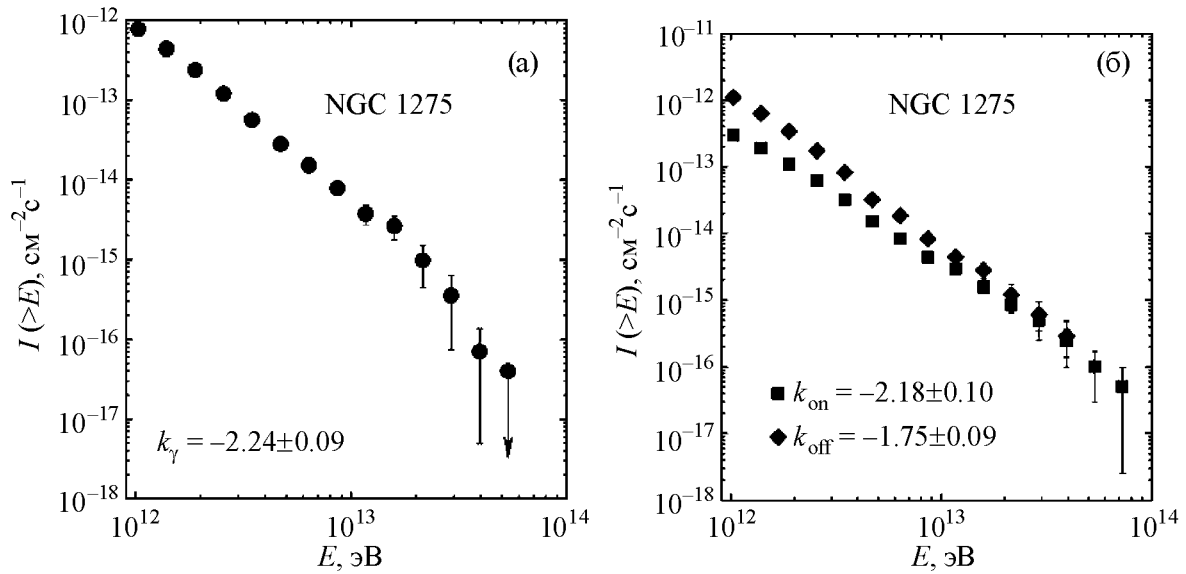 10⁻¹²
10⁻¹³
10⁻¹⁴
10⁻¹⁵
10⁻¹⁶
10⁻¹⁷
10⁻¹⁸
I (>E), см⁻²с⁻¹
(а)
NGC 1275
kγ = −2.24±0.09
10¹² 10¹³ 10¹⁴
E, эВ
10⁻¹¹
10⁻¹²
10⁻¹³
10⁻¹⁴
10⁻¹⁵
10⁻¹⁶
10⁻¹⁷
10⁻¹⁸
I (>E), см⁻²с⁻¹
(б)
NGC 1275
k_on = −2.18±0.10
k_off = −1.75±0.09
10¹² 10¹³ 10¹⁴
E, эВ